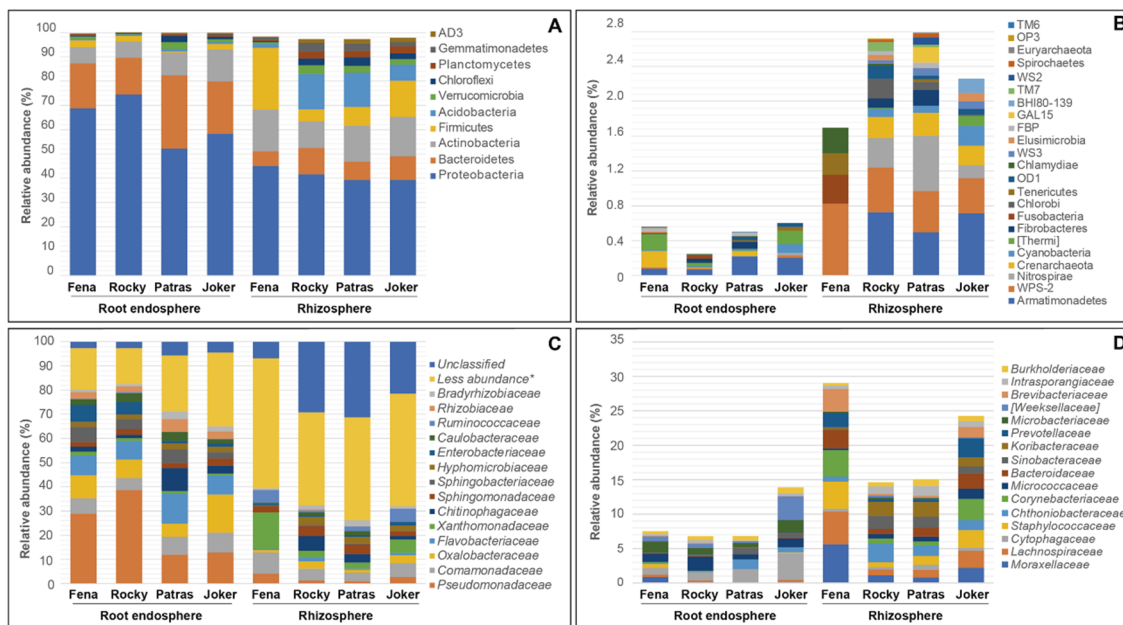 A
Relative abundance (%)
100
90
80
70
60
50
40
30
20
10
0
Fena Rocky Patras Joker Fena Rocky Patras Joker
Root endosphere Rhizosphere
AD3
Gemmatimonadetes
Planctomycetes
Chloroflexi
Verrucomicrobia
Acidobacteria
Firmicutes
Actinobacteria
Bacteroidetes
Proteobacteria
B
Relative abundance (%)
2.8
2.4
2.0
1.6
1.2
0.8
0.4
0
Fena Rocky Patras Joker Fena Rocky Patras Joker
Root endosphere Rhizosphere
TM6
OP3
Euryarchaeota
Spirochaetes
WS2
TM7
BHI80-139
GAL15
FBP
Elusimicrobia
WS3
Chlamydiae
OD1
Tenericutes
Chlorobi
Fusobacteria
Fibrobacteres
[Thermi]
Cyanobacteria
Crenarchaeota
Nitrospirae
WPS-2
Armatimonadetes
C
Relative abundance (%)
100
90
80
70
60
50
40
30
20
10
0
Fena Rocky Patras Joker Fena Rocky Patras Joker
Root endosphere Rhizosphere
Unclassified
Less abundance*
Bradyrhizobiaceae
Rhizobiaceae
Ruminococcaceae
Caulobacteraceae
Enterobacteriaceae
Hyphomicrobiaceae
Sphingobacteriaceae
Sphingomonadaceae
Chitinophagaceae
Xanthomonadaceae
Flavobacteriaceae
Oxalobacteraceae
Comamonadaceae
Pseudomonadaceae
D
Relative abundance (%)
35
30
25
20
15
10
5
0
Fena Rocky Patras Joker Fena Rocky Patras Joker
Root endosphere Rhizosphere
Burkholderiaceae
Intrasporangiaceae
Brevibacteriaceae
[Weeksellaceae]
Microbacteriaceae
Prevotellaceae
Koribacteraceae
Sinobacteraceae
Bacteroidaceae
Micrococcaceae
Corynebacteriaceae
Chthoniobacteraceae
Staphylococcaceae
Cytophagaceae
Lachnospiraceae
Moraxellaceae